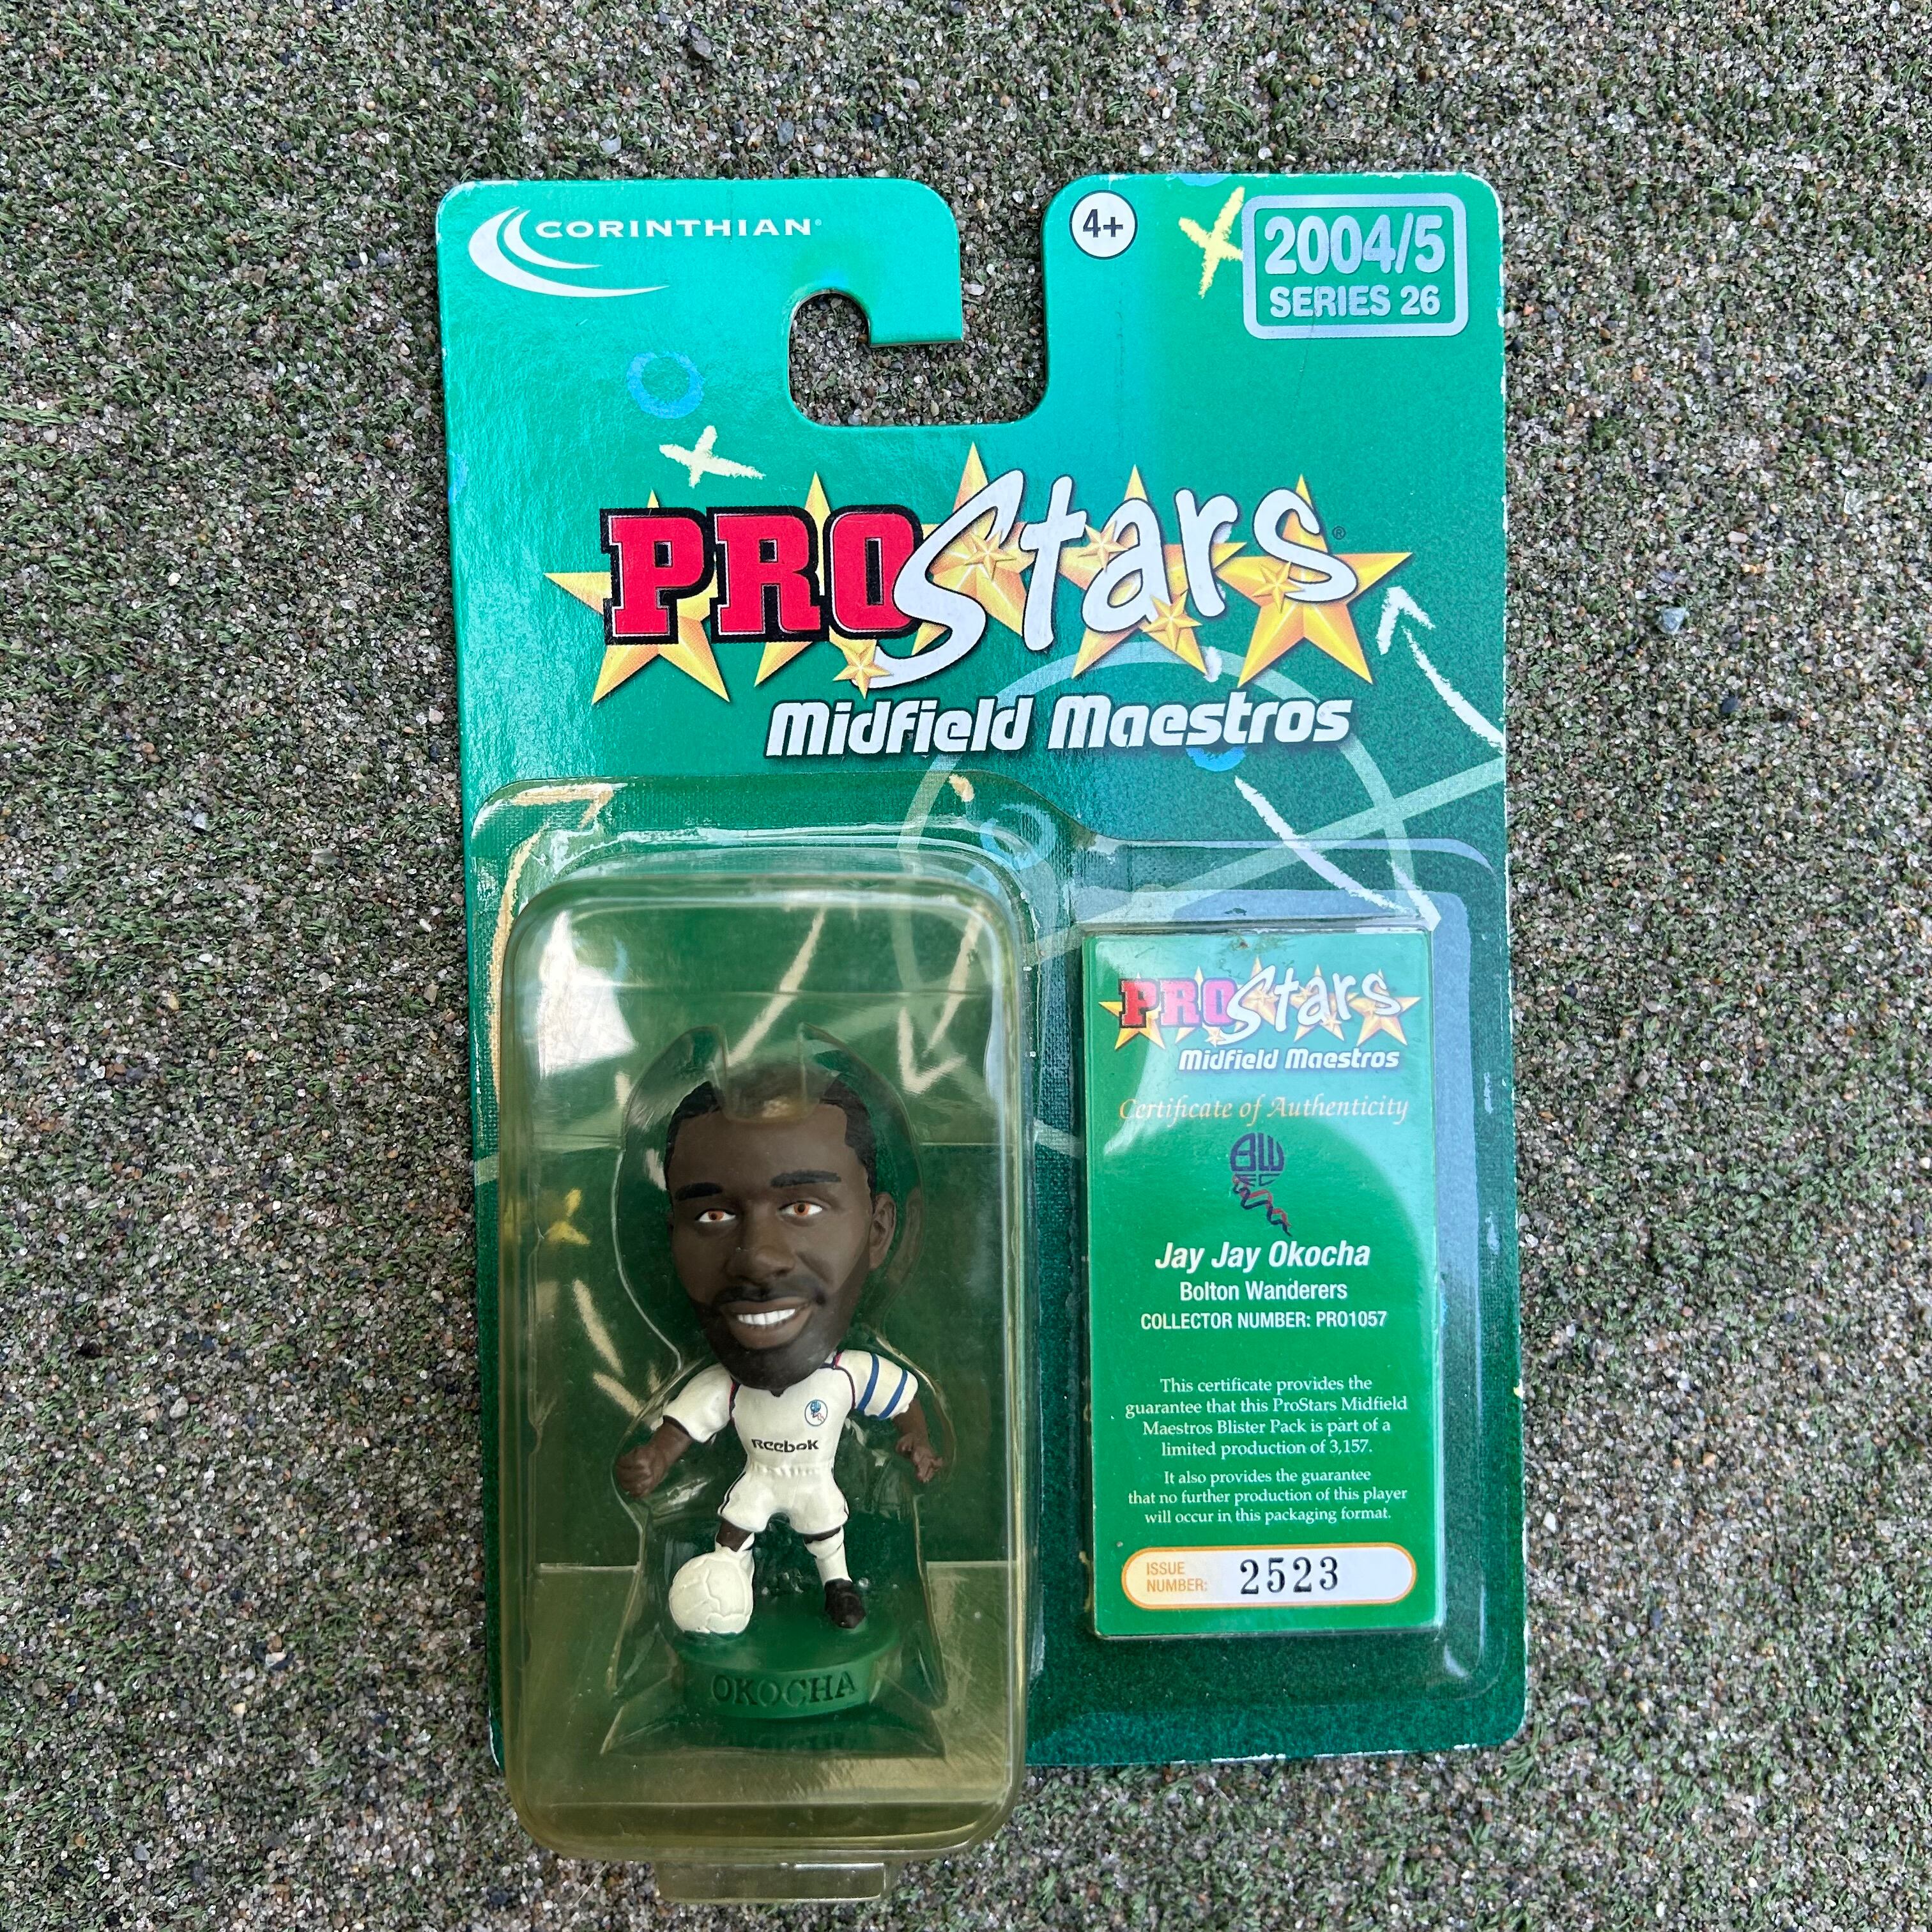 CORINTHIAN®
4+
2004/5
SERIES 26
PROStars®
Midfield Maestros
PROStars
Midfield Maestros
Certificate of Authenticity
BW
FC
Jay Jay Okocha
Bolton Wanderers
COLLECTOR NUMBER: PRO1057
This certificate provides the
guarantee that this ProStars Midfield
Maestros Blister Pack is part of a
limited production of 3,157.
It also provides the guarantee
that no further production of this player
will occur in this packaging format.
ISSUE
NUMBER: 2523
Reebok
OKOCHA